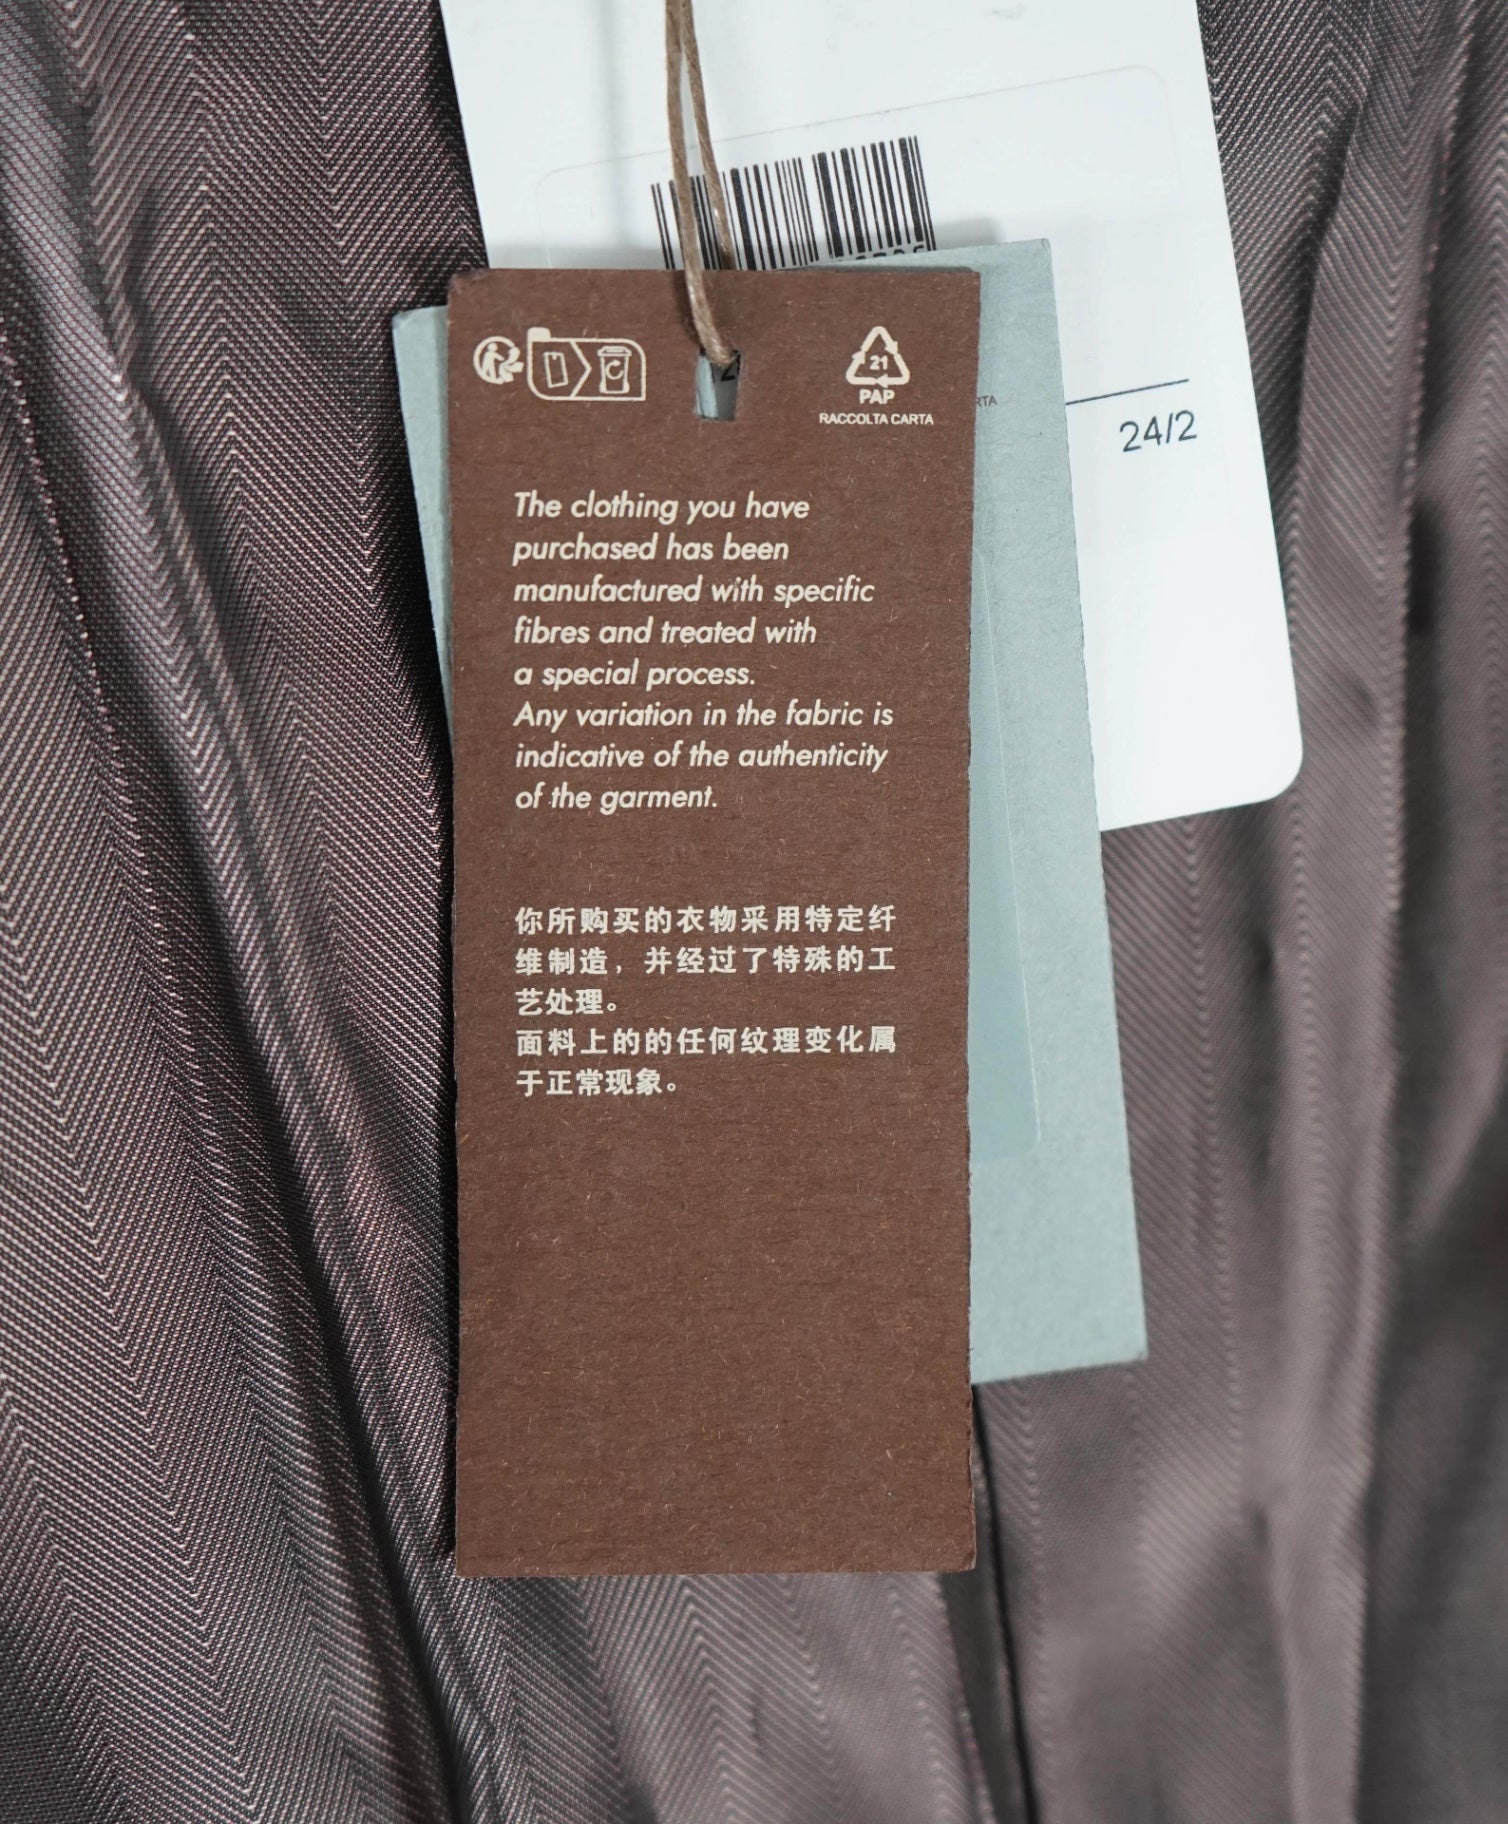 21
PAP
RACCOLTA CARTA
24/2
The clothing you have
purchased has been
manufactured with specific
fibres and treated with
a special process.
Any variation in the fabric is
indicative of the authenticity
of the garment.
你所购买的衣物采用特定纤
维制造，并经过了特殊的工
艺处理。
面料上的的任何纹理变化属
于正常现象。